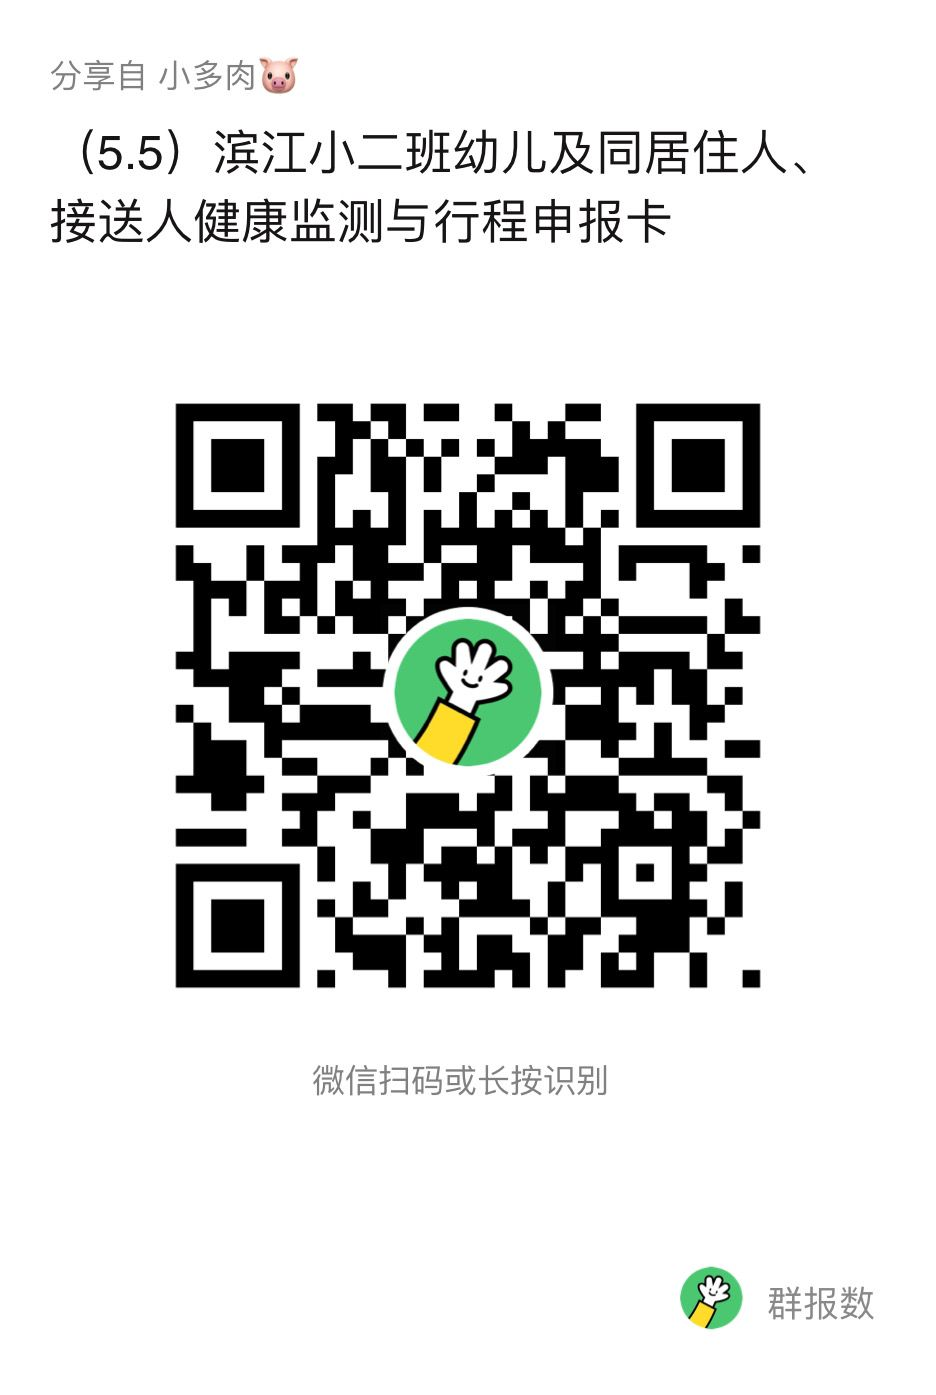 分享自 小多肉🐷
（5.5）滨江小二班幼儿及同居住人、
接送人健康监测与行程申报卡
微信扫码或长按识别
群报数